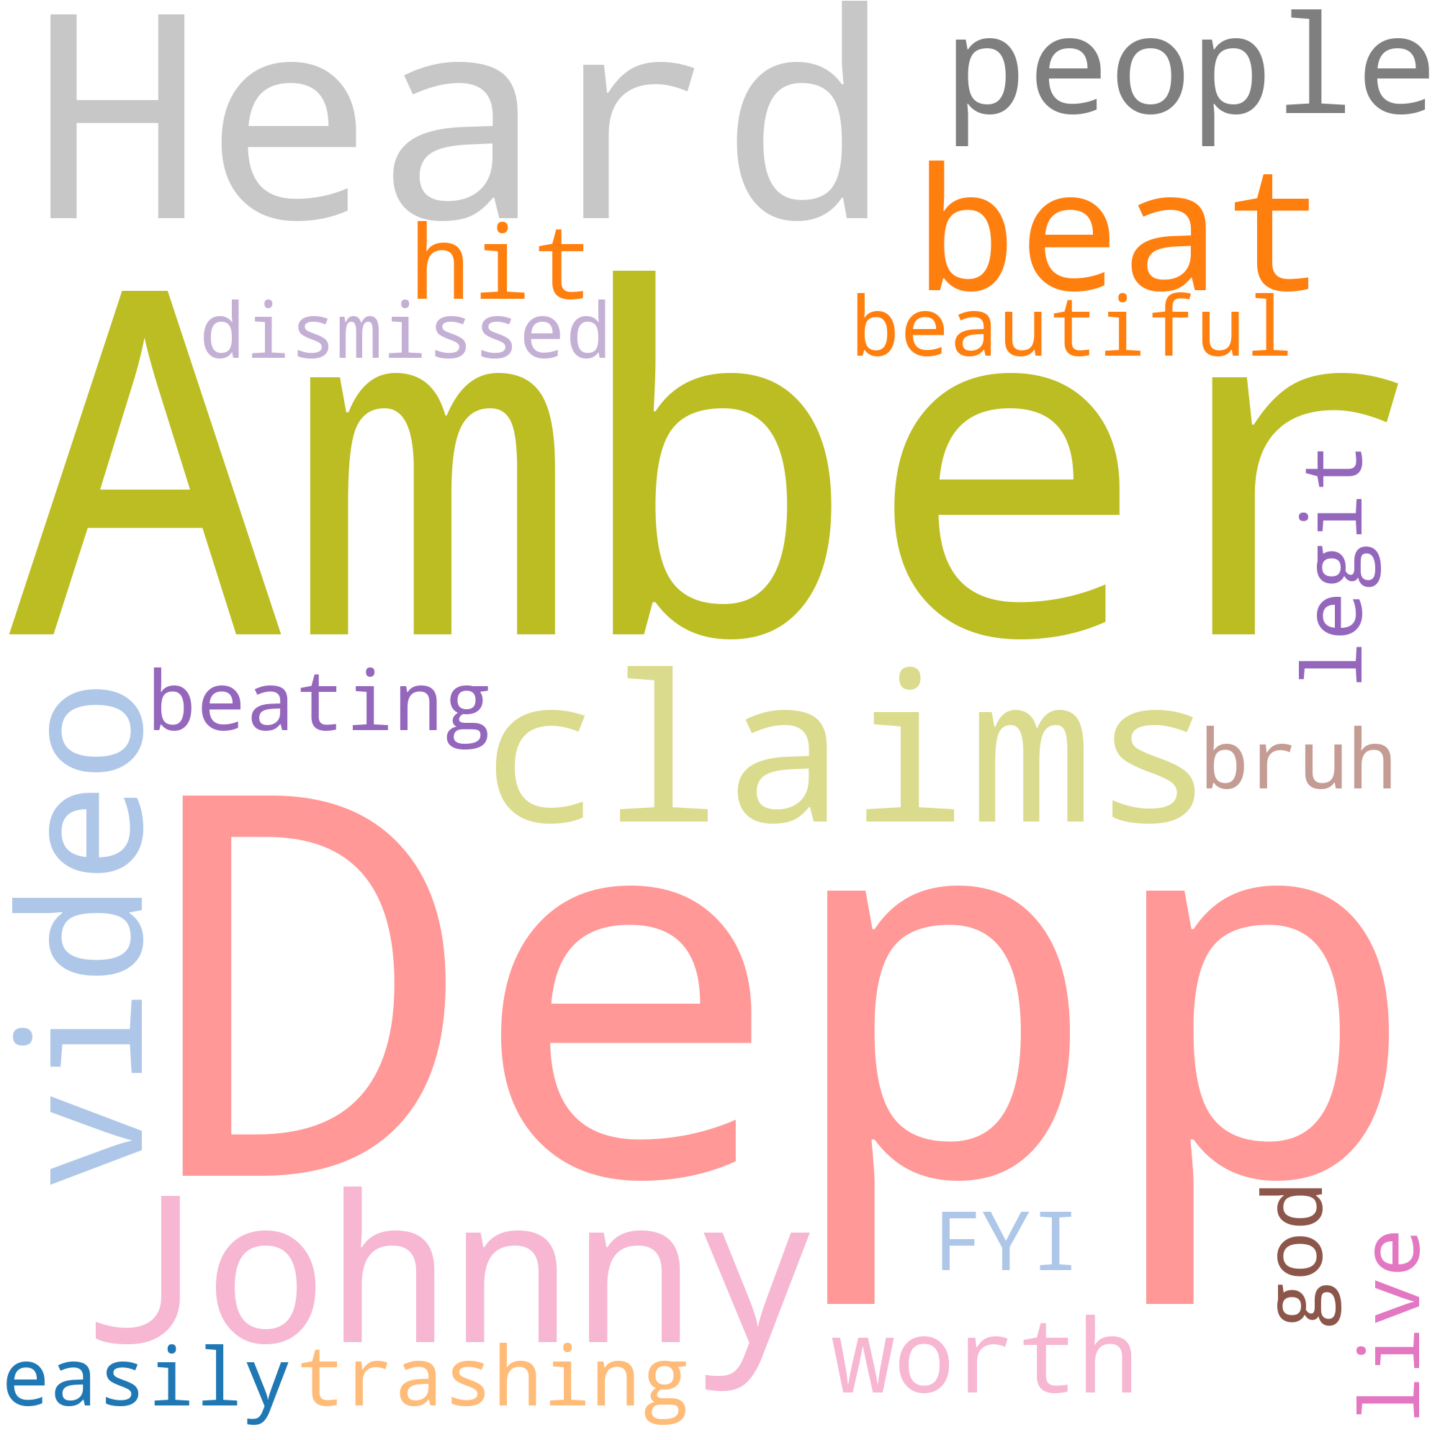 Heard
people
beat
hit
dismissed
beautiful
Amber
legit
beating
claims
bruh
video
Depp
Johnny
FYI
god
live
worth
easily
trashing